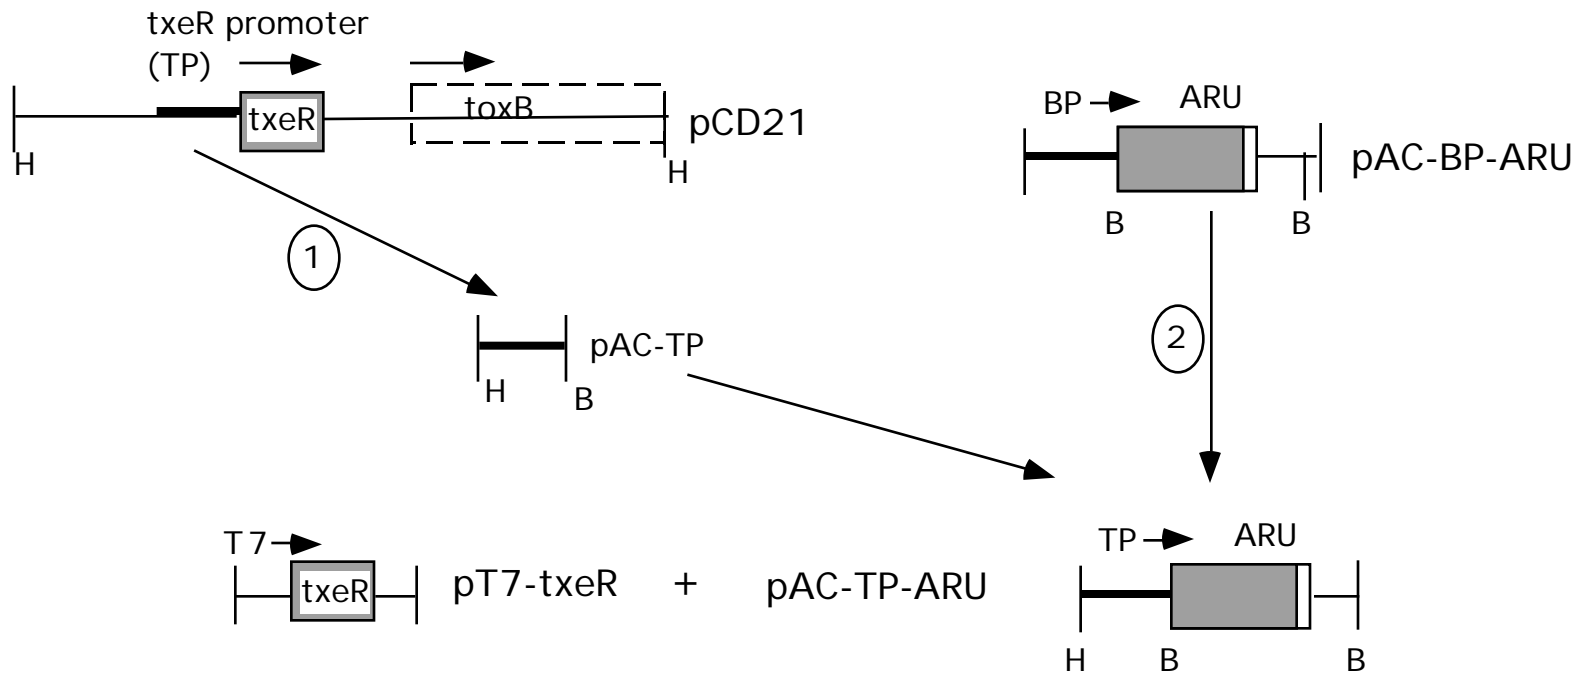 txeR promoter
(TP)
txeR
toxB
pCD21
H
H
BP
ARU
pAC-BP-ARU
B
B
1
2
pAC-TP
H
B
T7
txeR
pT7-txeR + pAC-TP-ARU
TP
ARU
H
B
B